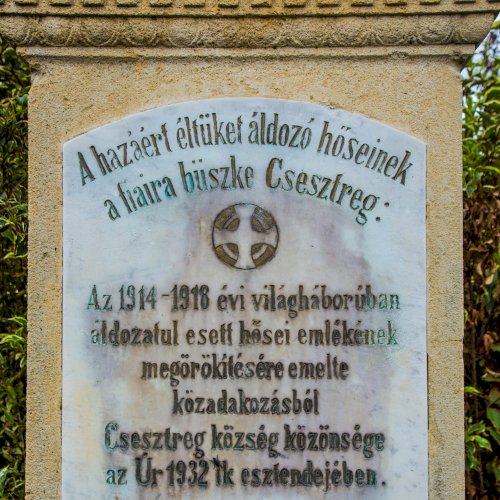 A hazáért éltüket áldozó hőseinek
a fiaira büszke Csesztreg:
Az 1914-1918 évi világháborúban
áldozatul esett hősei emlékének
megörökítésére emelte
közadakozásból
Csesztreg község közönsége
az Úr 1932 ik esztendejében.